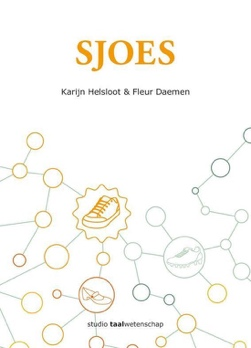 SJOES
Karijn Helsloot & Fleur Daemen
studio taalwetenschap